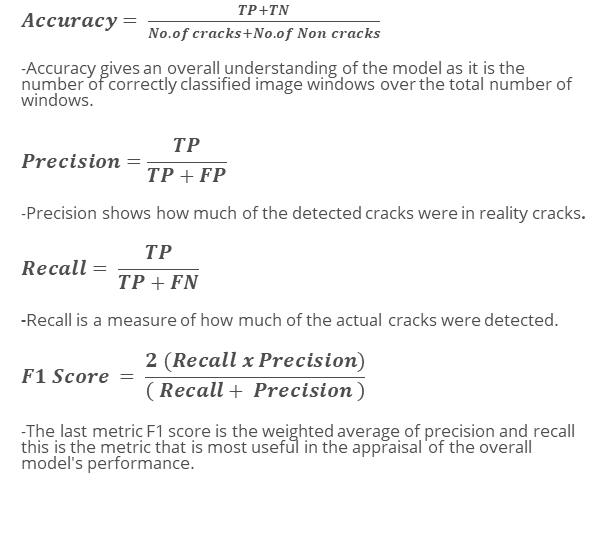 Accuracy = TP+TN / No.of cracks+No.of Non cracks
-Accuracy gives an overall understanding of the model as it is the
number of correctly classified image windows over the total number of
windows.
Precision = TP / TP + FP
-Precision shows how much of the detected cracks were in reality cracks.
Recall = TP / TP + FN
-Recall is a measure of how much of the actual cracks were detected.
F1 Score = 2 (Recall x Precision) / ( Recall + Precision )
-The last metric F1 score is the weighted average of precision and recall
this is the metric that is most useful in the appraisal of the overall
model's performance.